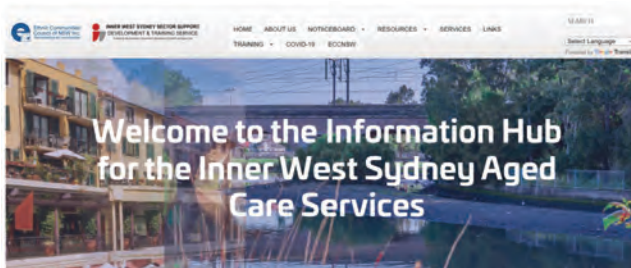 Ethnic Communities'
Council of NSW Inc.
INNER WEST SYDNEY SECTOR SUPPORT
DEVELOPMENT & TRAINING SERVICE
HOME ABOUT US NOTICEBOARD RESOURCES SERVICES LINKS
TRAINING COVID-19 ECCNSW
SEARCH
Select Language
Powered by Google Transl
Welcome to the Information Hub
for the Inner West Sydney Aged
Care Services